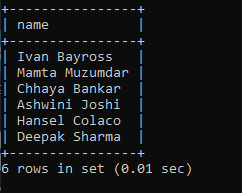 +----------------+
| name           |
+----------------+
| Ivan Bayross   |
| Mamta Muzumdar |
| Chhaya Bankar  |
| Ashwini Joshi  |
| Hansel Colaco  |
| Deepak Sharma  |
+----------------+
6 rows in set (0.01 sec)